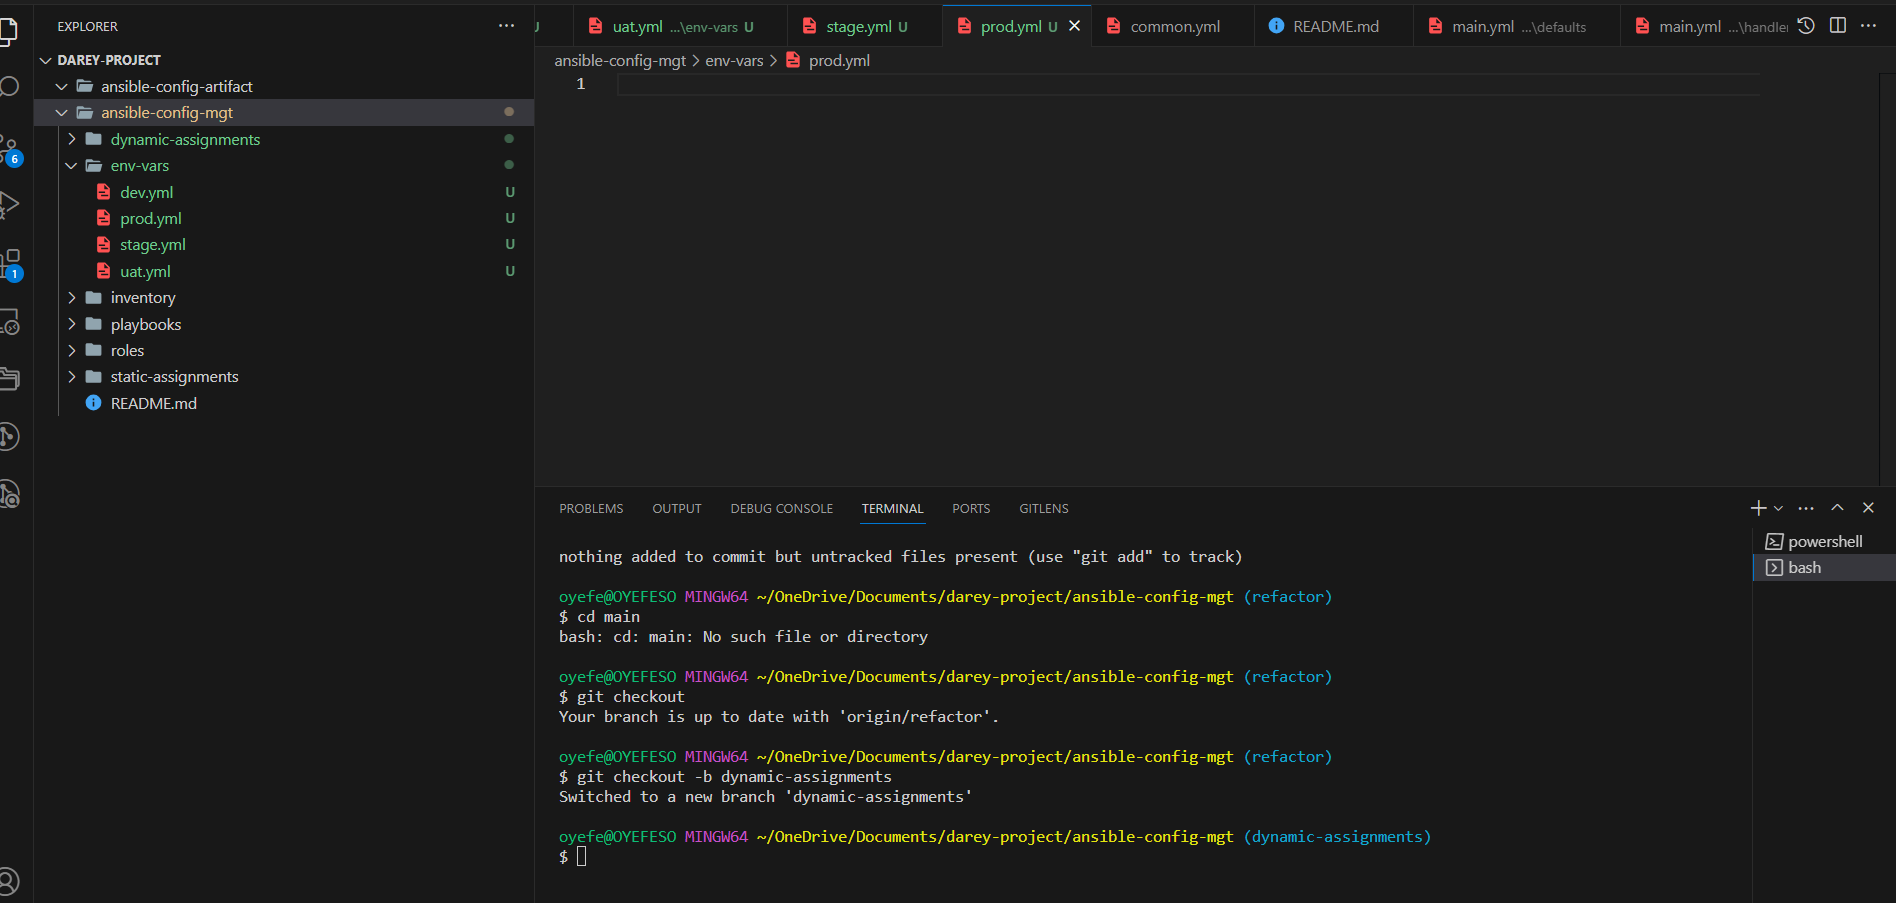 EXPLORER
DAREY-PROJECT
ansible-config-artifact
ansible-config-mgt
dynamic-assignments
env-vars
dev.yml U
prod.yml U
stage.yml U
uat.yml U
inventory
playbooks
roles
static-assignments
README.md
6
1
U uat.yml ...\env-vars U stage.yml U prod.yml U common.yml README.md main.yml ...\defaults main.yml ...\handler
ansible-config-mgt > env-vars > prod.yml
1
PROBLEMS OUTPUT DEBUG CONSOLE TERMINAL PORTS GITLENS
nothing added to commit but untracked files present (use "git add" to track)
oyefe@OYEFESO MINGW64 ~/OneDrive/Documents/darey-project/ansible-config-mgt (refactor)
$ cd main
bash: cd: main: No such file or directory
oyefe@OYEFESO MINGW64 ~/OneDrive/Documents/darey-project/ansible-config-mgt (refactor)
$ git checkout
Your branch is up to date with 'origin/refactor'.
oyefe@OYEFESO MINGW64 ~/OneDrive/Documents/darey-project/ansible-config-mgt (refactor)
$ git checkout -b dynamic-assignments
Switched to a new branch 'dynamic-assignments'
oyefe@OYEFESO MINGW64 ~/OneDrive/Documents/darey-project/ansible-config-mgt (dynamic-assignments)
$
powershell
bash